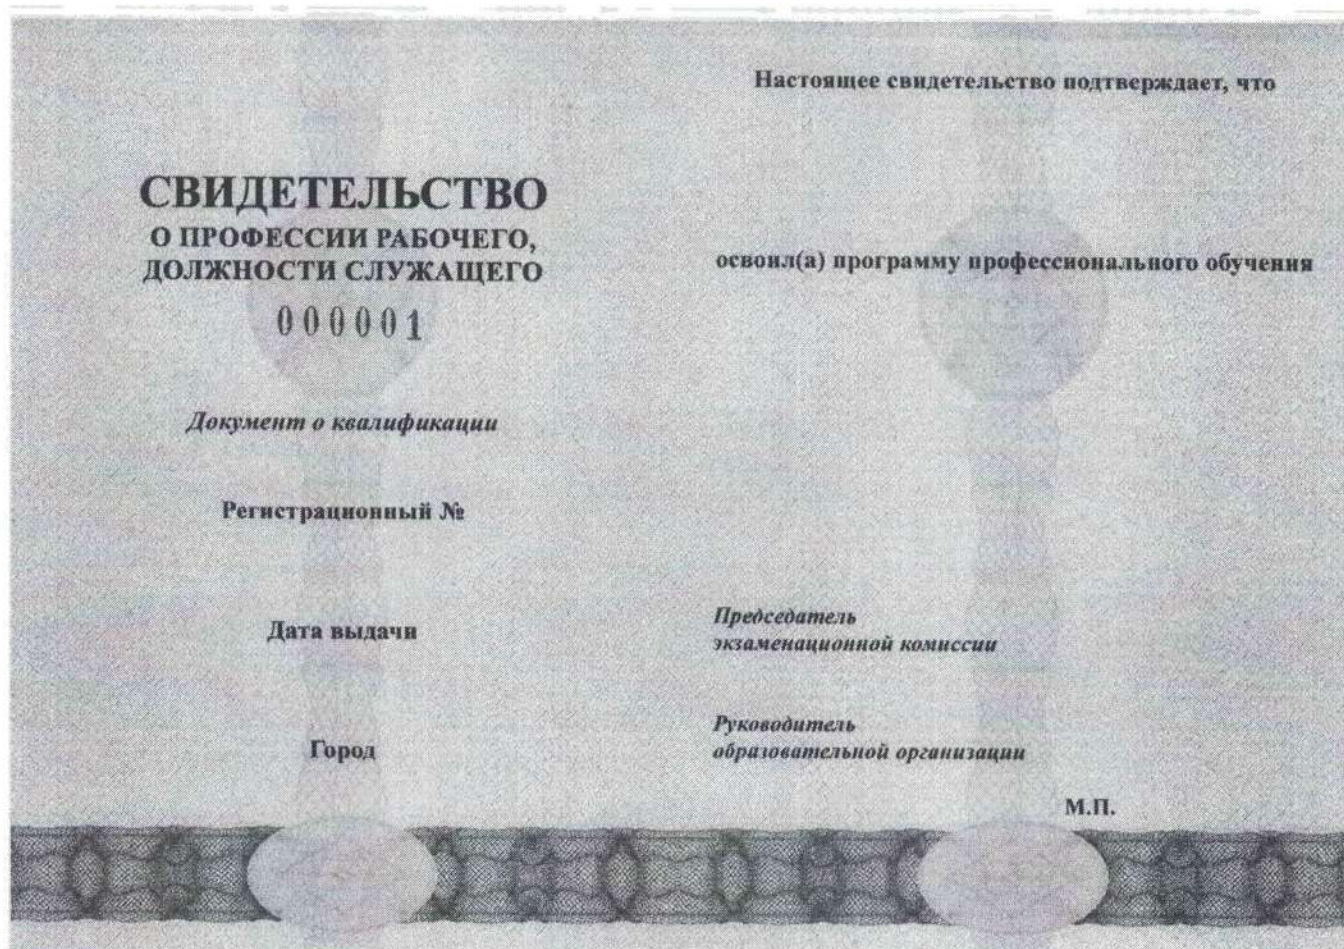 СВИДЕТЕЛЬСТВО
О ПРОФЕССИИ РАБОЧЕГО,
ДОЛЖНОСТИ СЛУЖАЩЕГО
000001
Документ о квалификации
Регистрационный №
Дата выдачи
Город
Настоящее свидетельство подтверждает, что
освоил(а) программу профессионального обучения
Председатель
экзаменационной комиссии
Руководитель
образовательной организации
М.П.